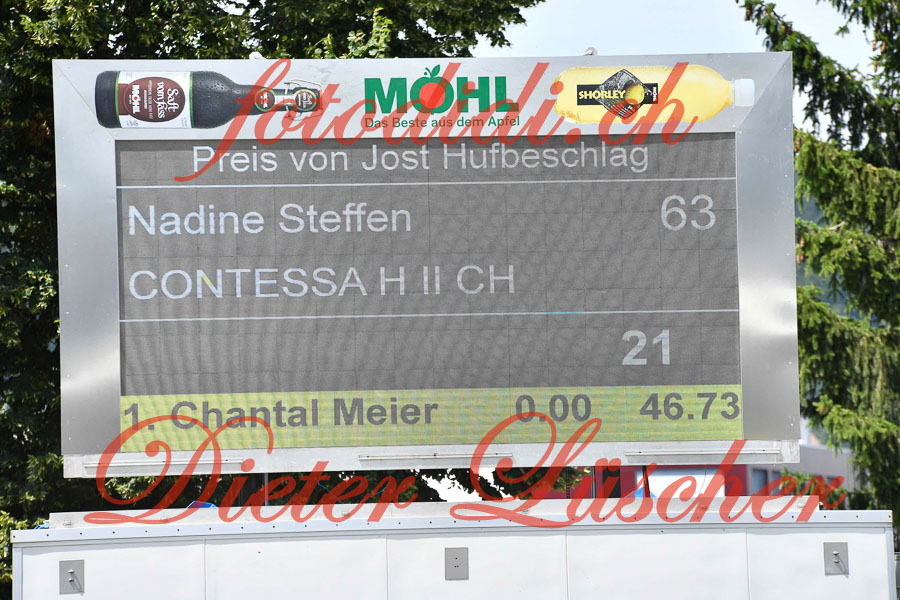 Saft vom Fass
MÖHL
MÖHL
Das Beste aus dem Apfel
SHORLEY
fotodidi.ch
Preis von Jost Hufbeschlag
Nadine Steffen 63
CONTESSA H II CH
21
1. Chantal Meier 0.00 46.73
Dieter Lüscher